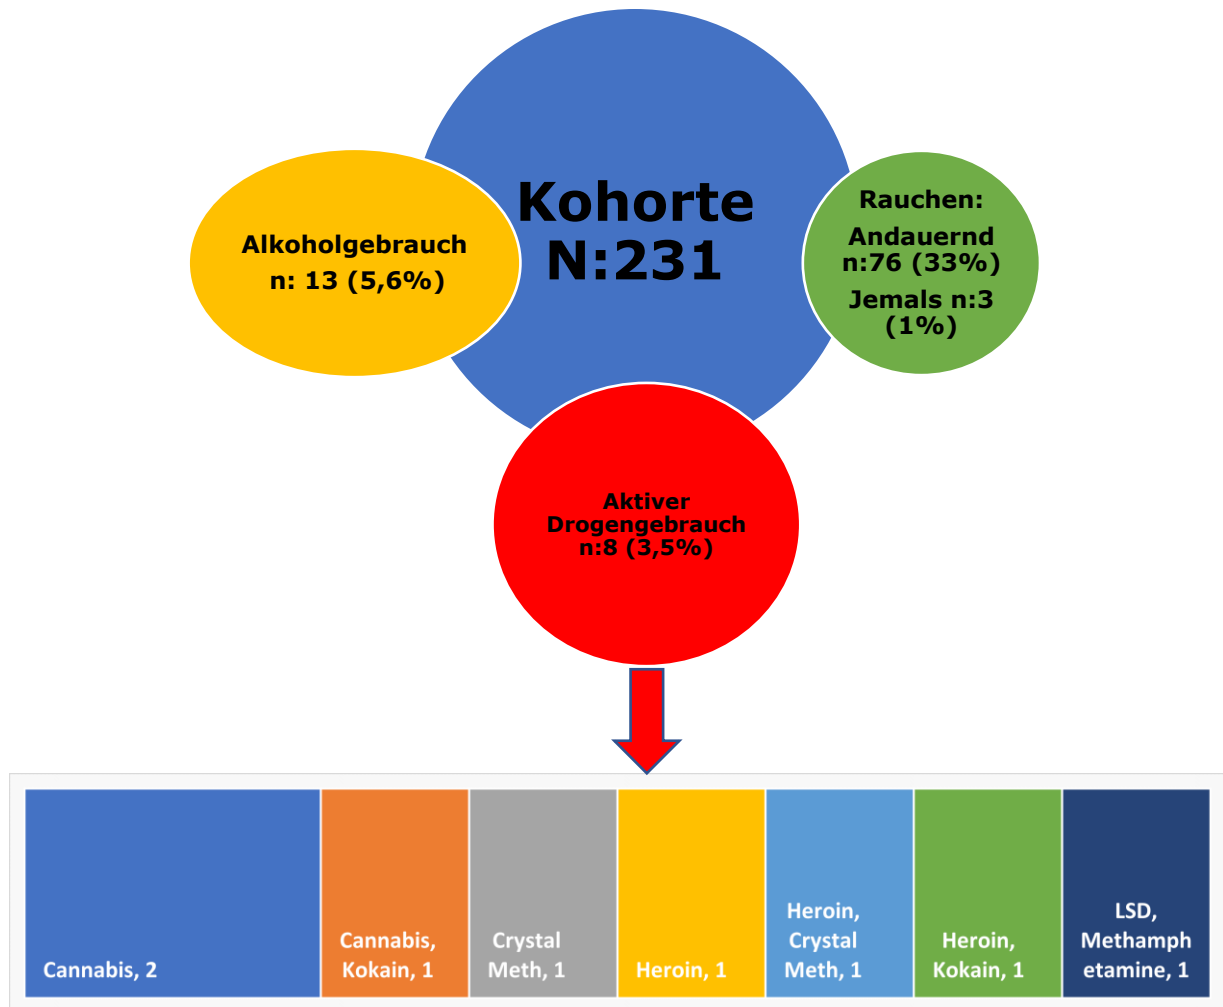 Kohorte
N:231
Alkoholgebrauch
n: 13 (5,6%)
Rauchen:
Andauernd
n:76 (33%)
Jemals n:3
(1%)
Aktiver
Drogengebrauch
n:8 (3,5%)
Cannabis, 2
Cannabis,
Kokain, 1
Crystal
Meth, 1
Heroin, 1
Heroin,
Crystal
Meth, 1
Heroin,
Kokain, 1
LSD,
Methamph
etamine, 1